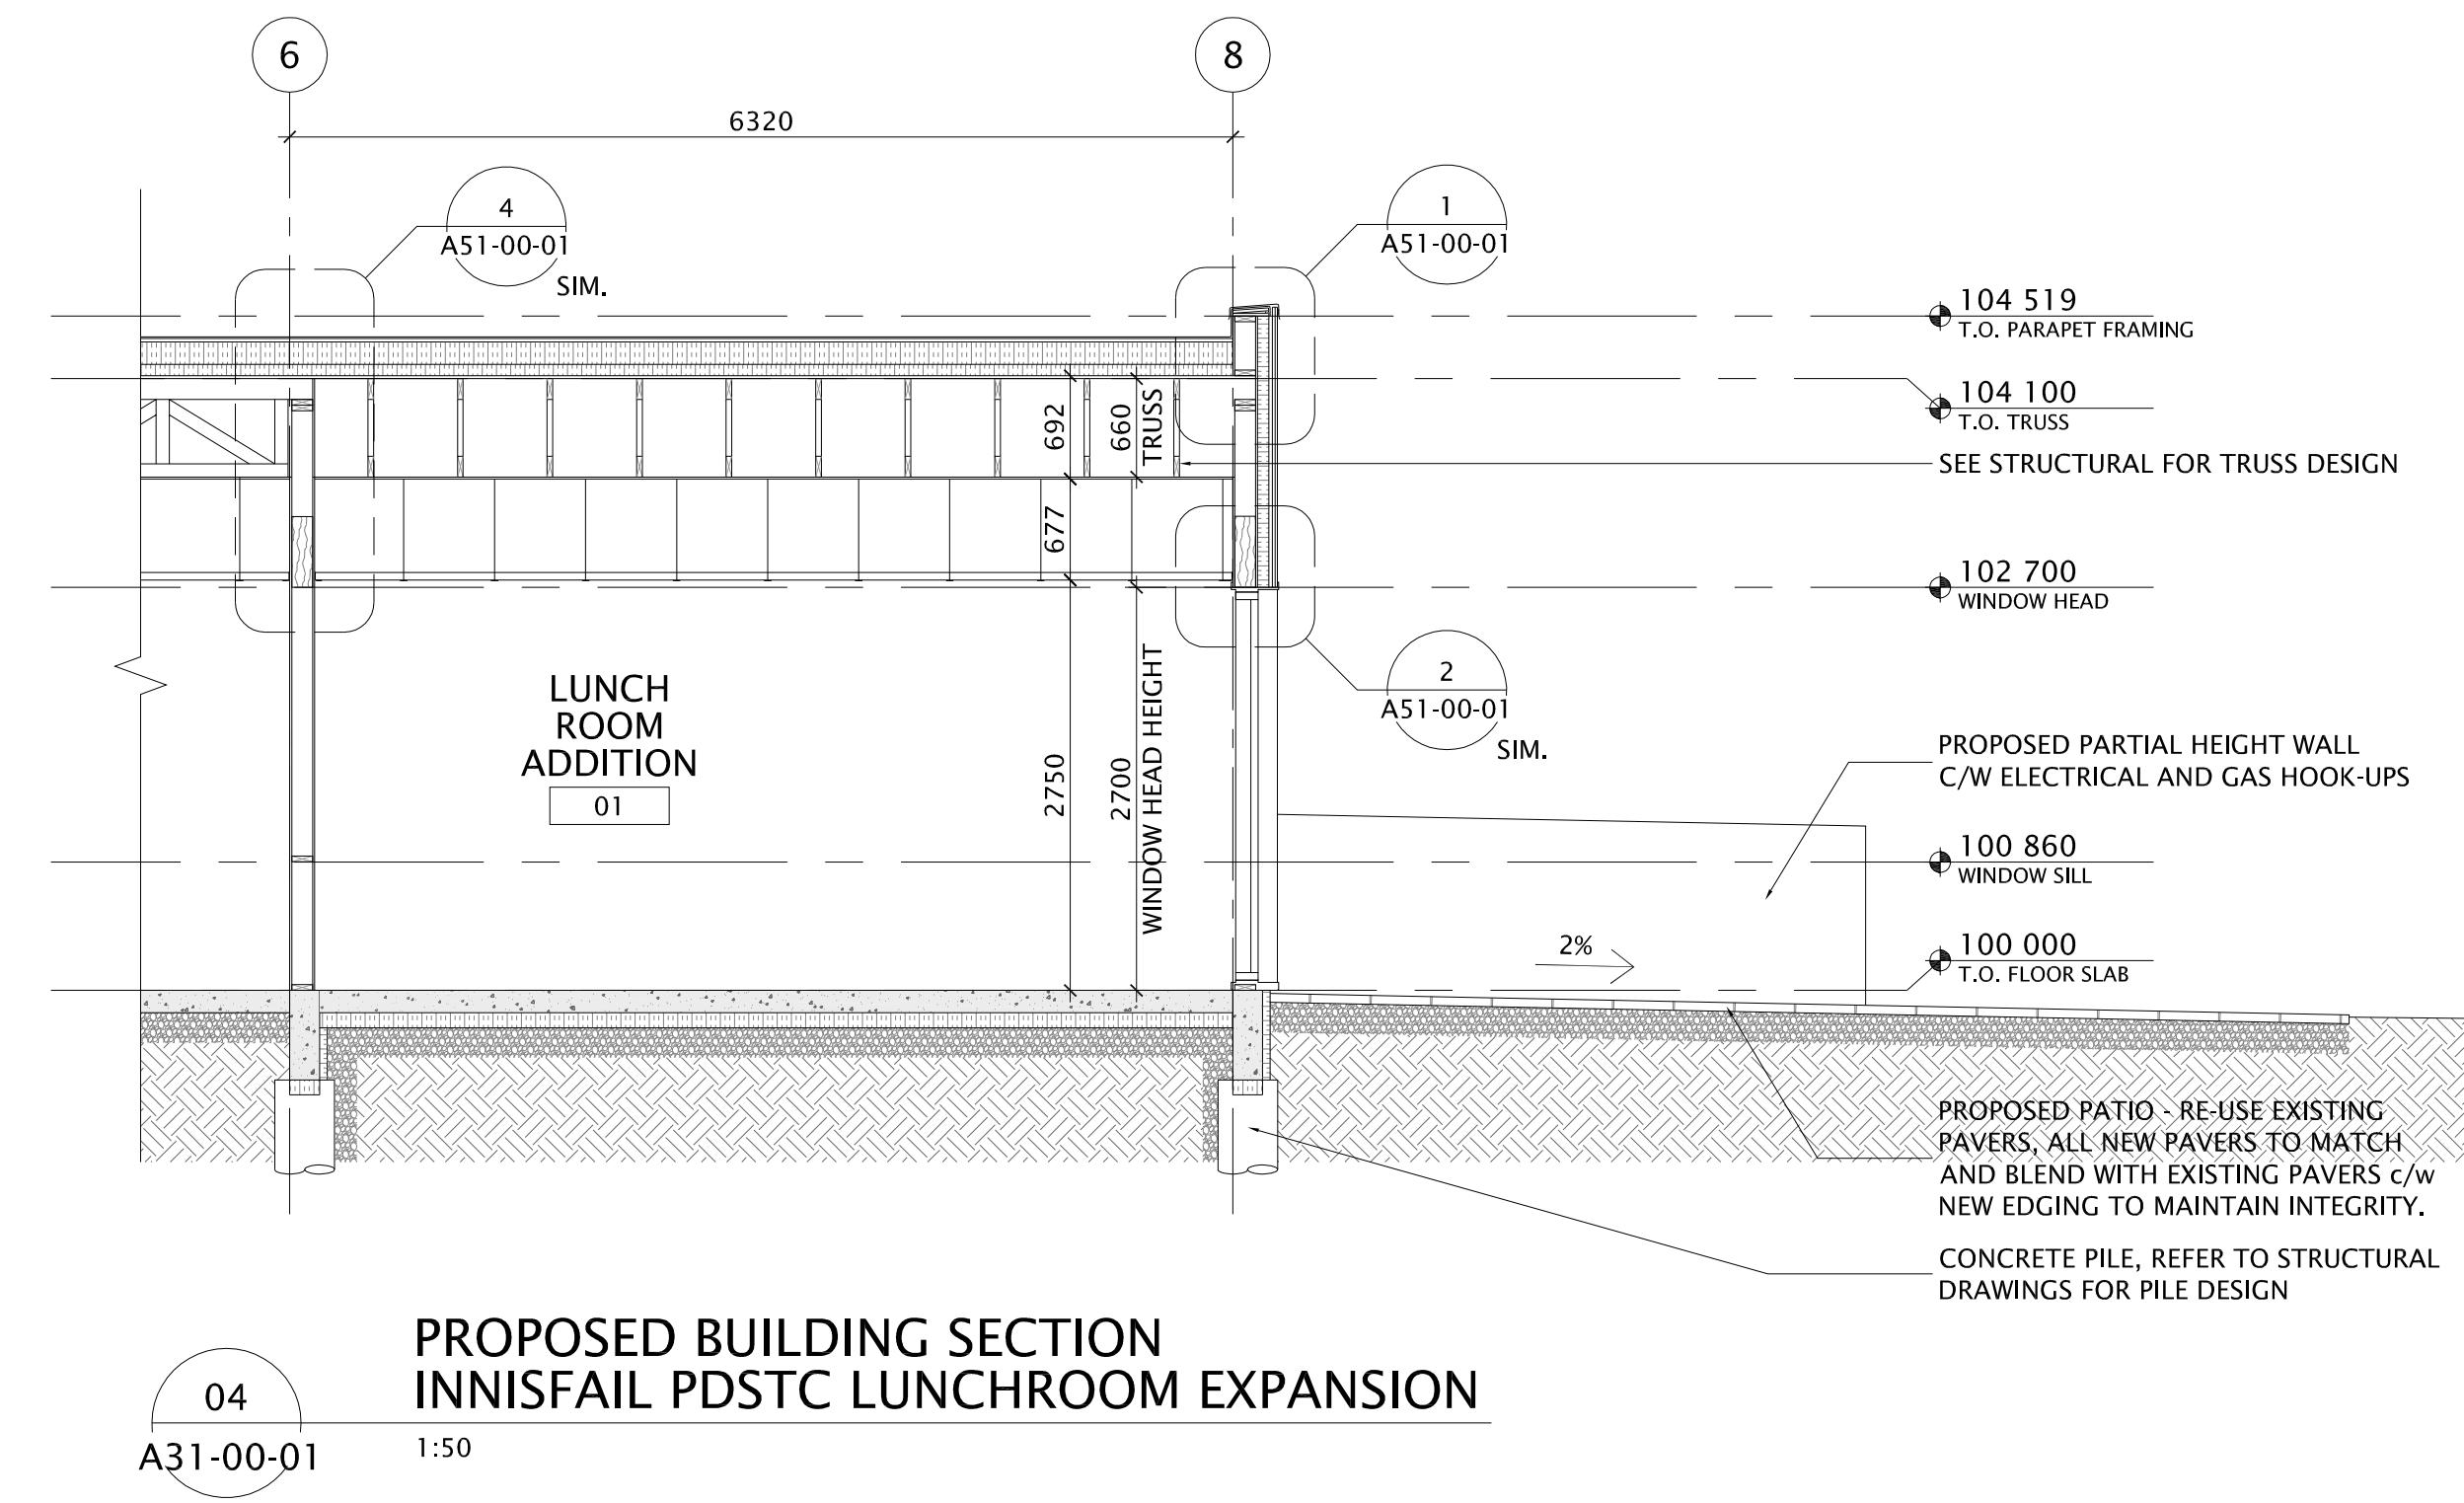 6
8
6320
4
A51-00-01
SIM.
1
A51-00-01
104 519
T.O. PARAPET FRAMING
104 100
T.O. TRUSS
692
660
TRUSS
SEE STRUCTURAL FOR TRUSS DESIGN
677
102 700
WINDOW HEAD
2
A51-00-01
SIM.
LUNCH
ROOM
ADDITION
01
2750
2700
WINDOW HEAD HEIGHT
PROPOSED PARTIAL HEIGHT WALL
C/W ELECTRICAL AND GAS HOOK-UPS
100 860
WINDOW SILL
2%
100 000
T.O. FLOOR SLAB
PROPOSED PATIO - RE-USE EXISTING
PAVERS, ALL NEW PAVERS TO MATCH
AND BLEND WITH EXISTING PAVERS c/w
NEW EDGING TO MAINTAIN INTEGRITY.
CONCRETE PILE, REFER TO STRUCTURAL
DRAWINGS FOR PILE DESIGN
04
A31-00-01
PROPOSED BUILDING SECTION
INNISFAIL PDSTC LUNCHROOM EXPANSION
1:50